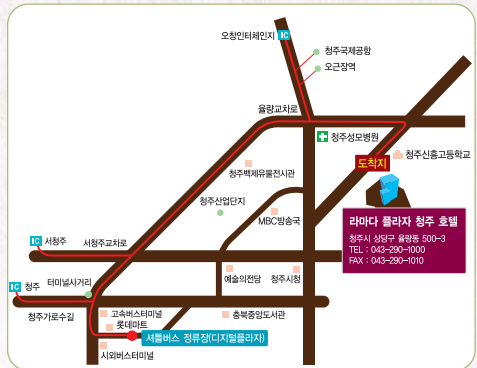 오창인터체인지 IC
청주국제공항
오근장역
율량교차로
청주성모병원
도착지
청주신흥고등학교
청주백제유물전시관
청주산업단지
MBC방송국
라마다 플라자 청주 호텔
청주시 상당구 율량동 500-3
TEL : 043-290-1000
FAX : 043-290-1010
IC 서청주
서청주교차로
예술의전당
청주시청
IC 청주
터미널사거리
청주가로수길
고속버스터미널
롯데마트
충북중앙도서관
셔틀버스 정류장(디지털플라자)
시외버스터미널